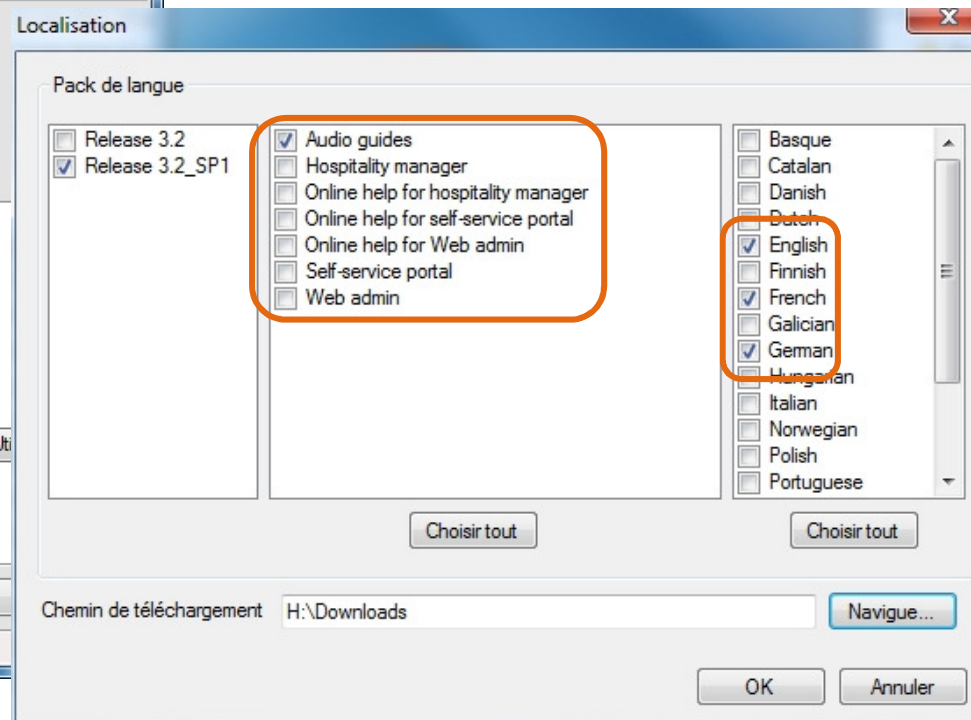 Localisation
Pack de langue
Release 3.2
Release 3.2_SP1
Audio guides
Hospitality manager
Online help for hospitality manager
Online help for self-service portal
Online help for Web admin
Self-service portal
Web admin
Basque
Catalan
Danish
Dutch
English
Finnish
French
Galician
German
Hungarian
Italian
Norwegian
Polish
Portuguese
Choisir tout
Choisir tout
Chemin de téléchargement
H:\Downloads
Navigue...
OK
Annuler